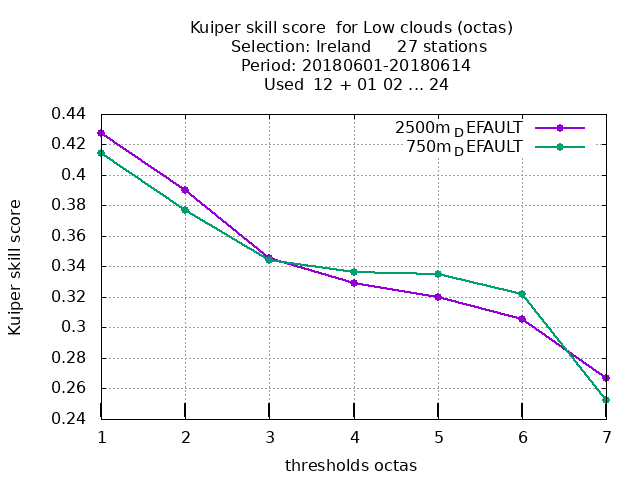 Kuiper skill score  for Low clouds (octas)
Selection: Ireland     27 stations
Period: 20180601-20180614
Used  12 + 01 02 ... 24
0.44
0.42
0.4
0.38
0.36
0.34
0.32
0.3
0.28
0.26
0.24
Kuiper skill score
2500m_DEFAULT
750m_DEFAULT
1 2 3 4 5 6 7
thresholds octas